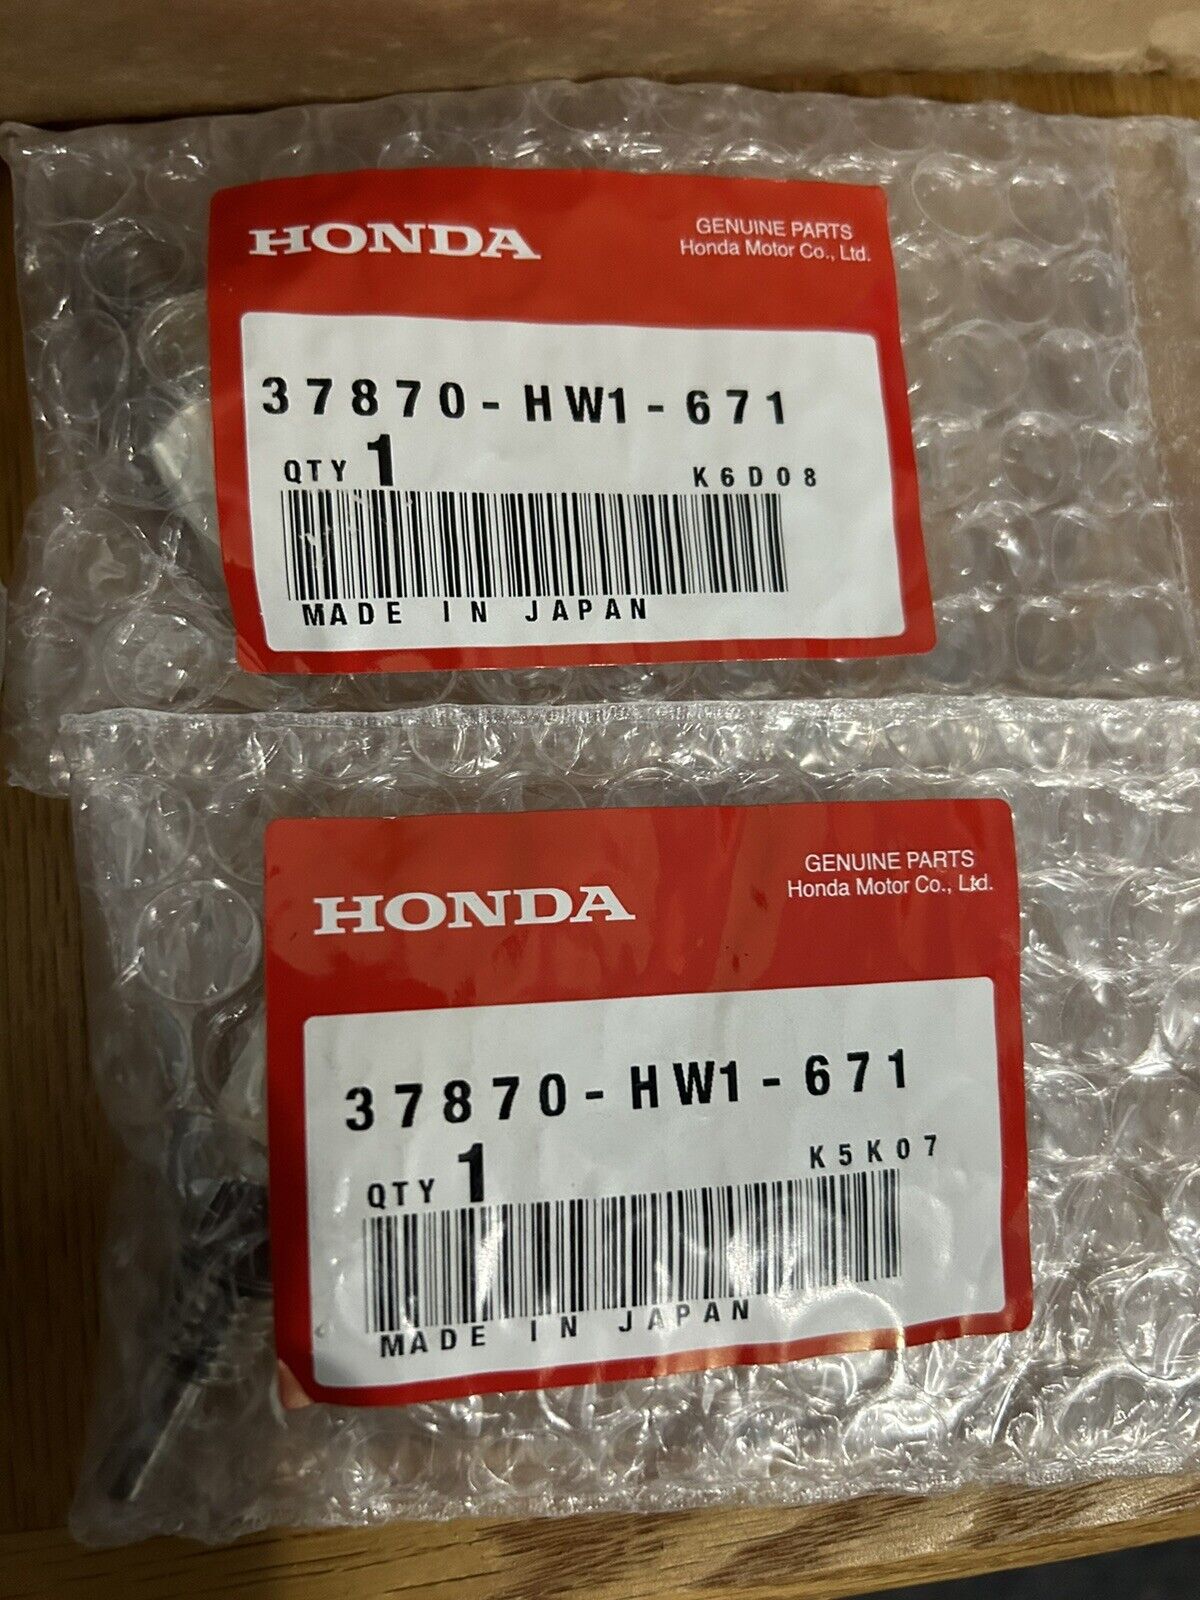 HONDA
GENUINE PARTS
Honda Motor Co., Ltd.
37870-HW1-671
QTY 1
K6D08
MADE IN JAPAN
HONDA
GENUINE PARTS
Honda Motor Co., Ltd.
37870-HW1-671
QTY 1
K5K07
MADE IN JAPAN